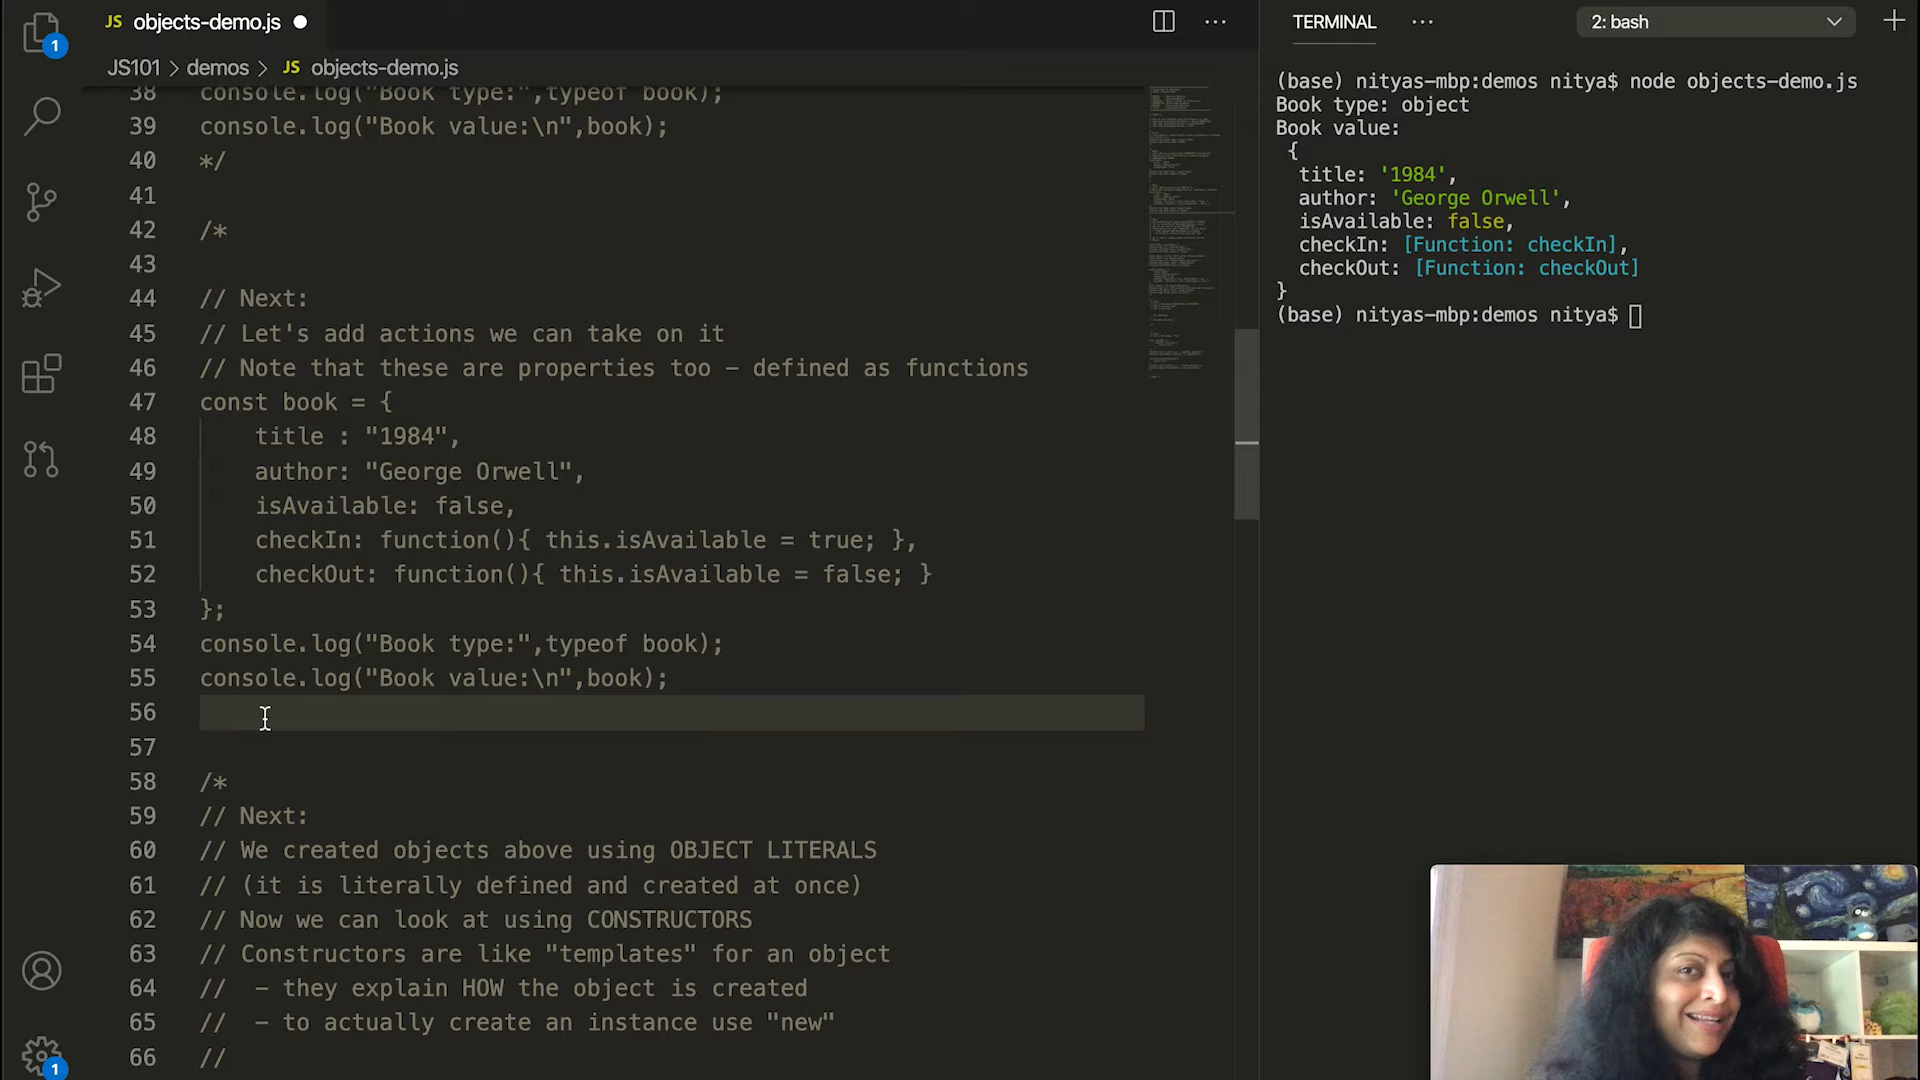 JS objects-demo.js
JS101 > demos > JS objects-demo.js
38 console.log("Book type:",typeof book);
39 console.log("Book value:\n",book);
40 */
41
42 /*
43
44 // Next:
45 // Let's add actions we can take on it
46 // Note that these are properties too – defined as functions
47 const book = {
48 title : "1984",
49 author: "George Orwell",
50 isAvailable: false,
51 checkIn: function(){ this.isAvailable = true; },
52 checkOut: function(){ this.isAvailable = false; }
53 };
54 console.log("Book type:",typeof book);
55 console.log("Book value:\n",book);
56
57
58 /*
59 // Next:
60 // We created objects above using OBJECT LITERALS
61 // (it is literally defined and created at once)
62 // Now we can look at using CONSTRUCTORS
63 // Constructors are like "templates" for an object
64 //  – they explain HOW the object is created
65 //  – to actually create an instance use "new"
66 //
1
1
TERMINAL ··· 2: bash
(base) nityas-mbp:demos nitya$ node objects-demo.js
Book type: object
Book value:
{
title: '1984',
author: 'George Orwell',
isAvailable: false,
checkIn: [Function: checkIn],
checkOut: [Function: checkOut]
}
(base) nityas-mbp:demos nitya$